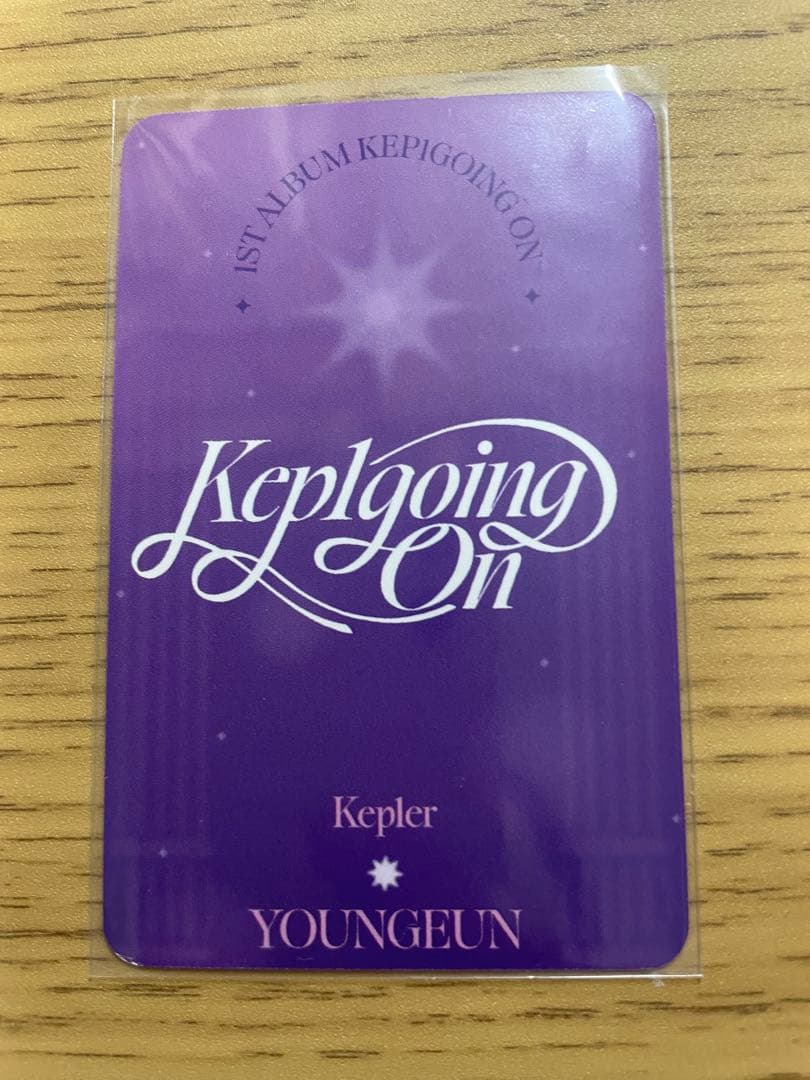 1ST ALBUM KEP1GOING ON
Kep1going
On
Kepler
YOUNGEUN